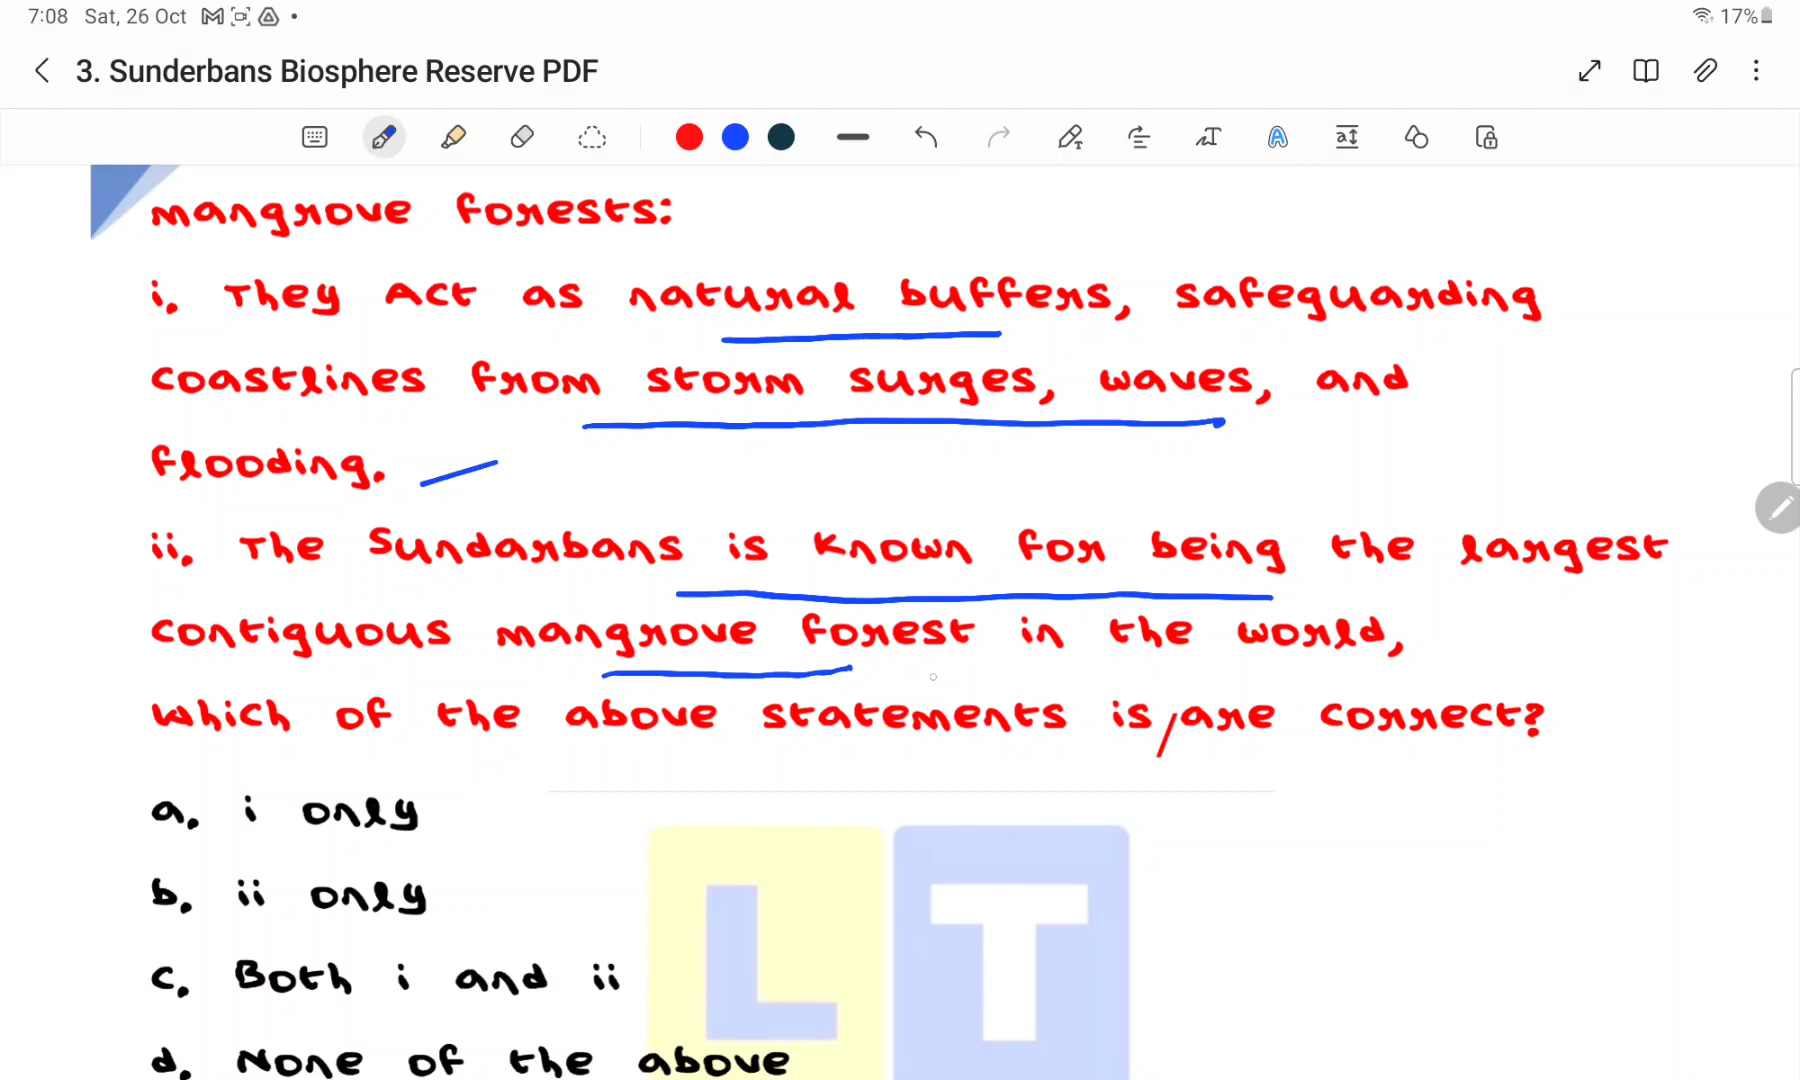 7:08 Sat, 26 Oct 17%
3. Sunderbans Biosphere Reserve PDF
mangrove forests:
i. They Act as natural buffers, safeguarding
coastlines from storm surges, waves, and
flooding.
ii. The Sundarbans is known for being the largest
contiguous mangrove forest in the world,
Which of the above statements is/are correct?
a. i only
b. ii only
c. Both i and ii
d. None of the above
LT